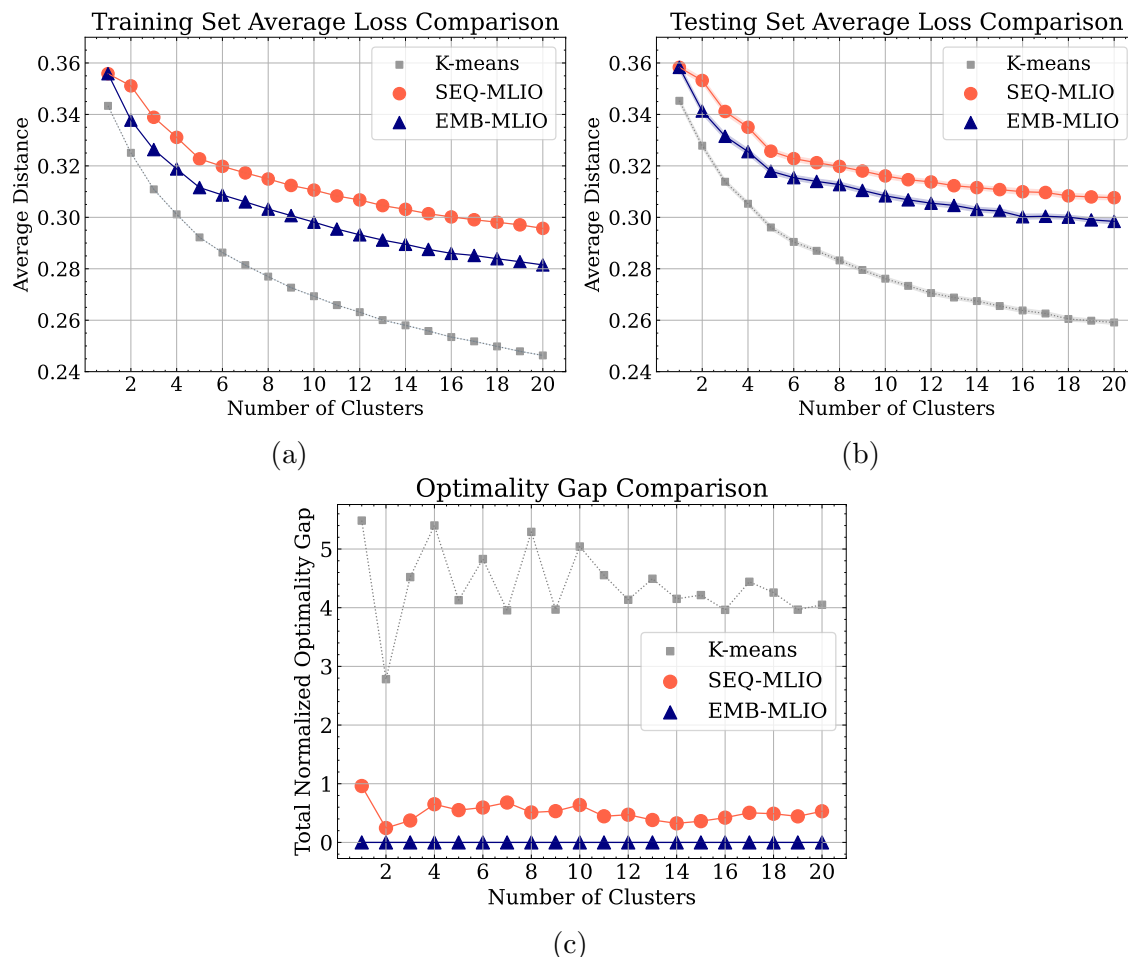 Training Set Average Loss Comparison
Average Distance
0.36
0.34
0.32
0.30
0.28
0.26
0.24
K-means
SEQ-MLIO
EMB-MLIO
2 4 6 8 10 12 14 16 18 20
Number of Clusters
(a)
Testing Set Average Loss Comparison
Average Distance
0.36
0.34
0.32
0.30
0.28
0.26
0.24
K-means
SEQ-MLIO
EMB-MLIO
2 4 6 8 10 12 14 16 18 20
Number of Clusters
(b)
Optimality Gap Comparison
Total Normalized Optimality Gap
5
4
3
2
1
0
K-means
SEQ-MLIO
EMB-MLIO
2 4 6 8 10 12 14 16 18 20
Number of Clusters
(c)